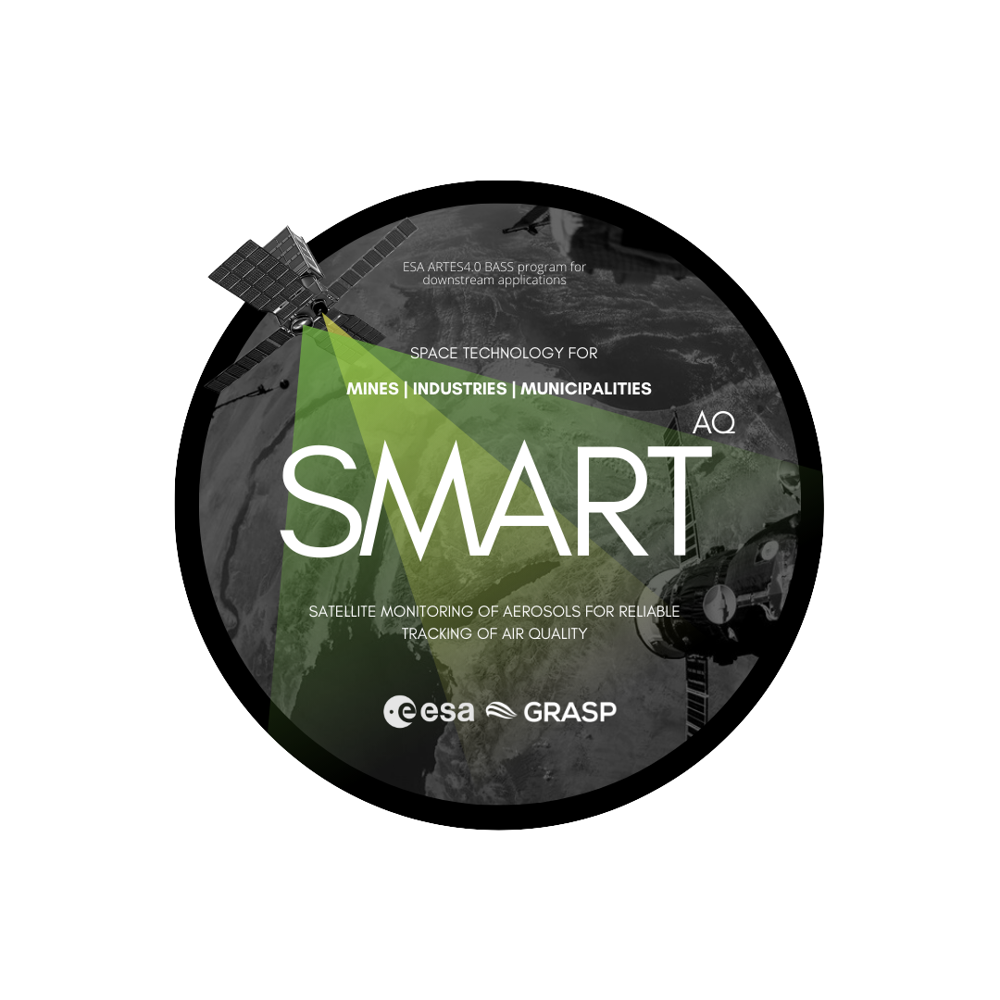 ESA ARTES4.0 BASS program for
downstream applications
SPACE TECHNOLOGY FOR
MINES | INDUSTRIES | MUNICIPALITIES
AQ
SMART
SATELLITE MONITORING OF AEROSOLS FOR RELIABLE
TRACKING OF AIR QUALITY
esa GRASP